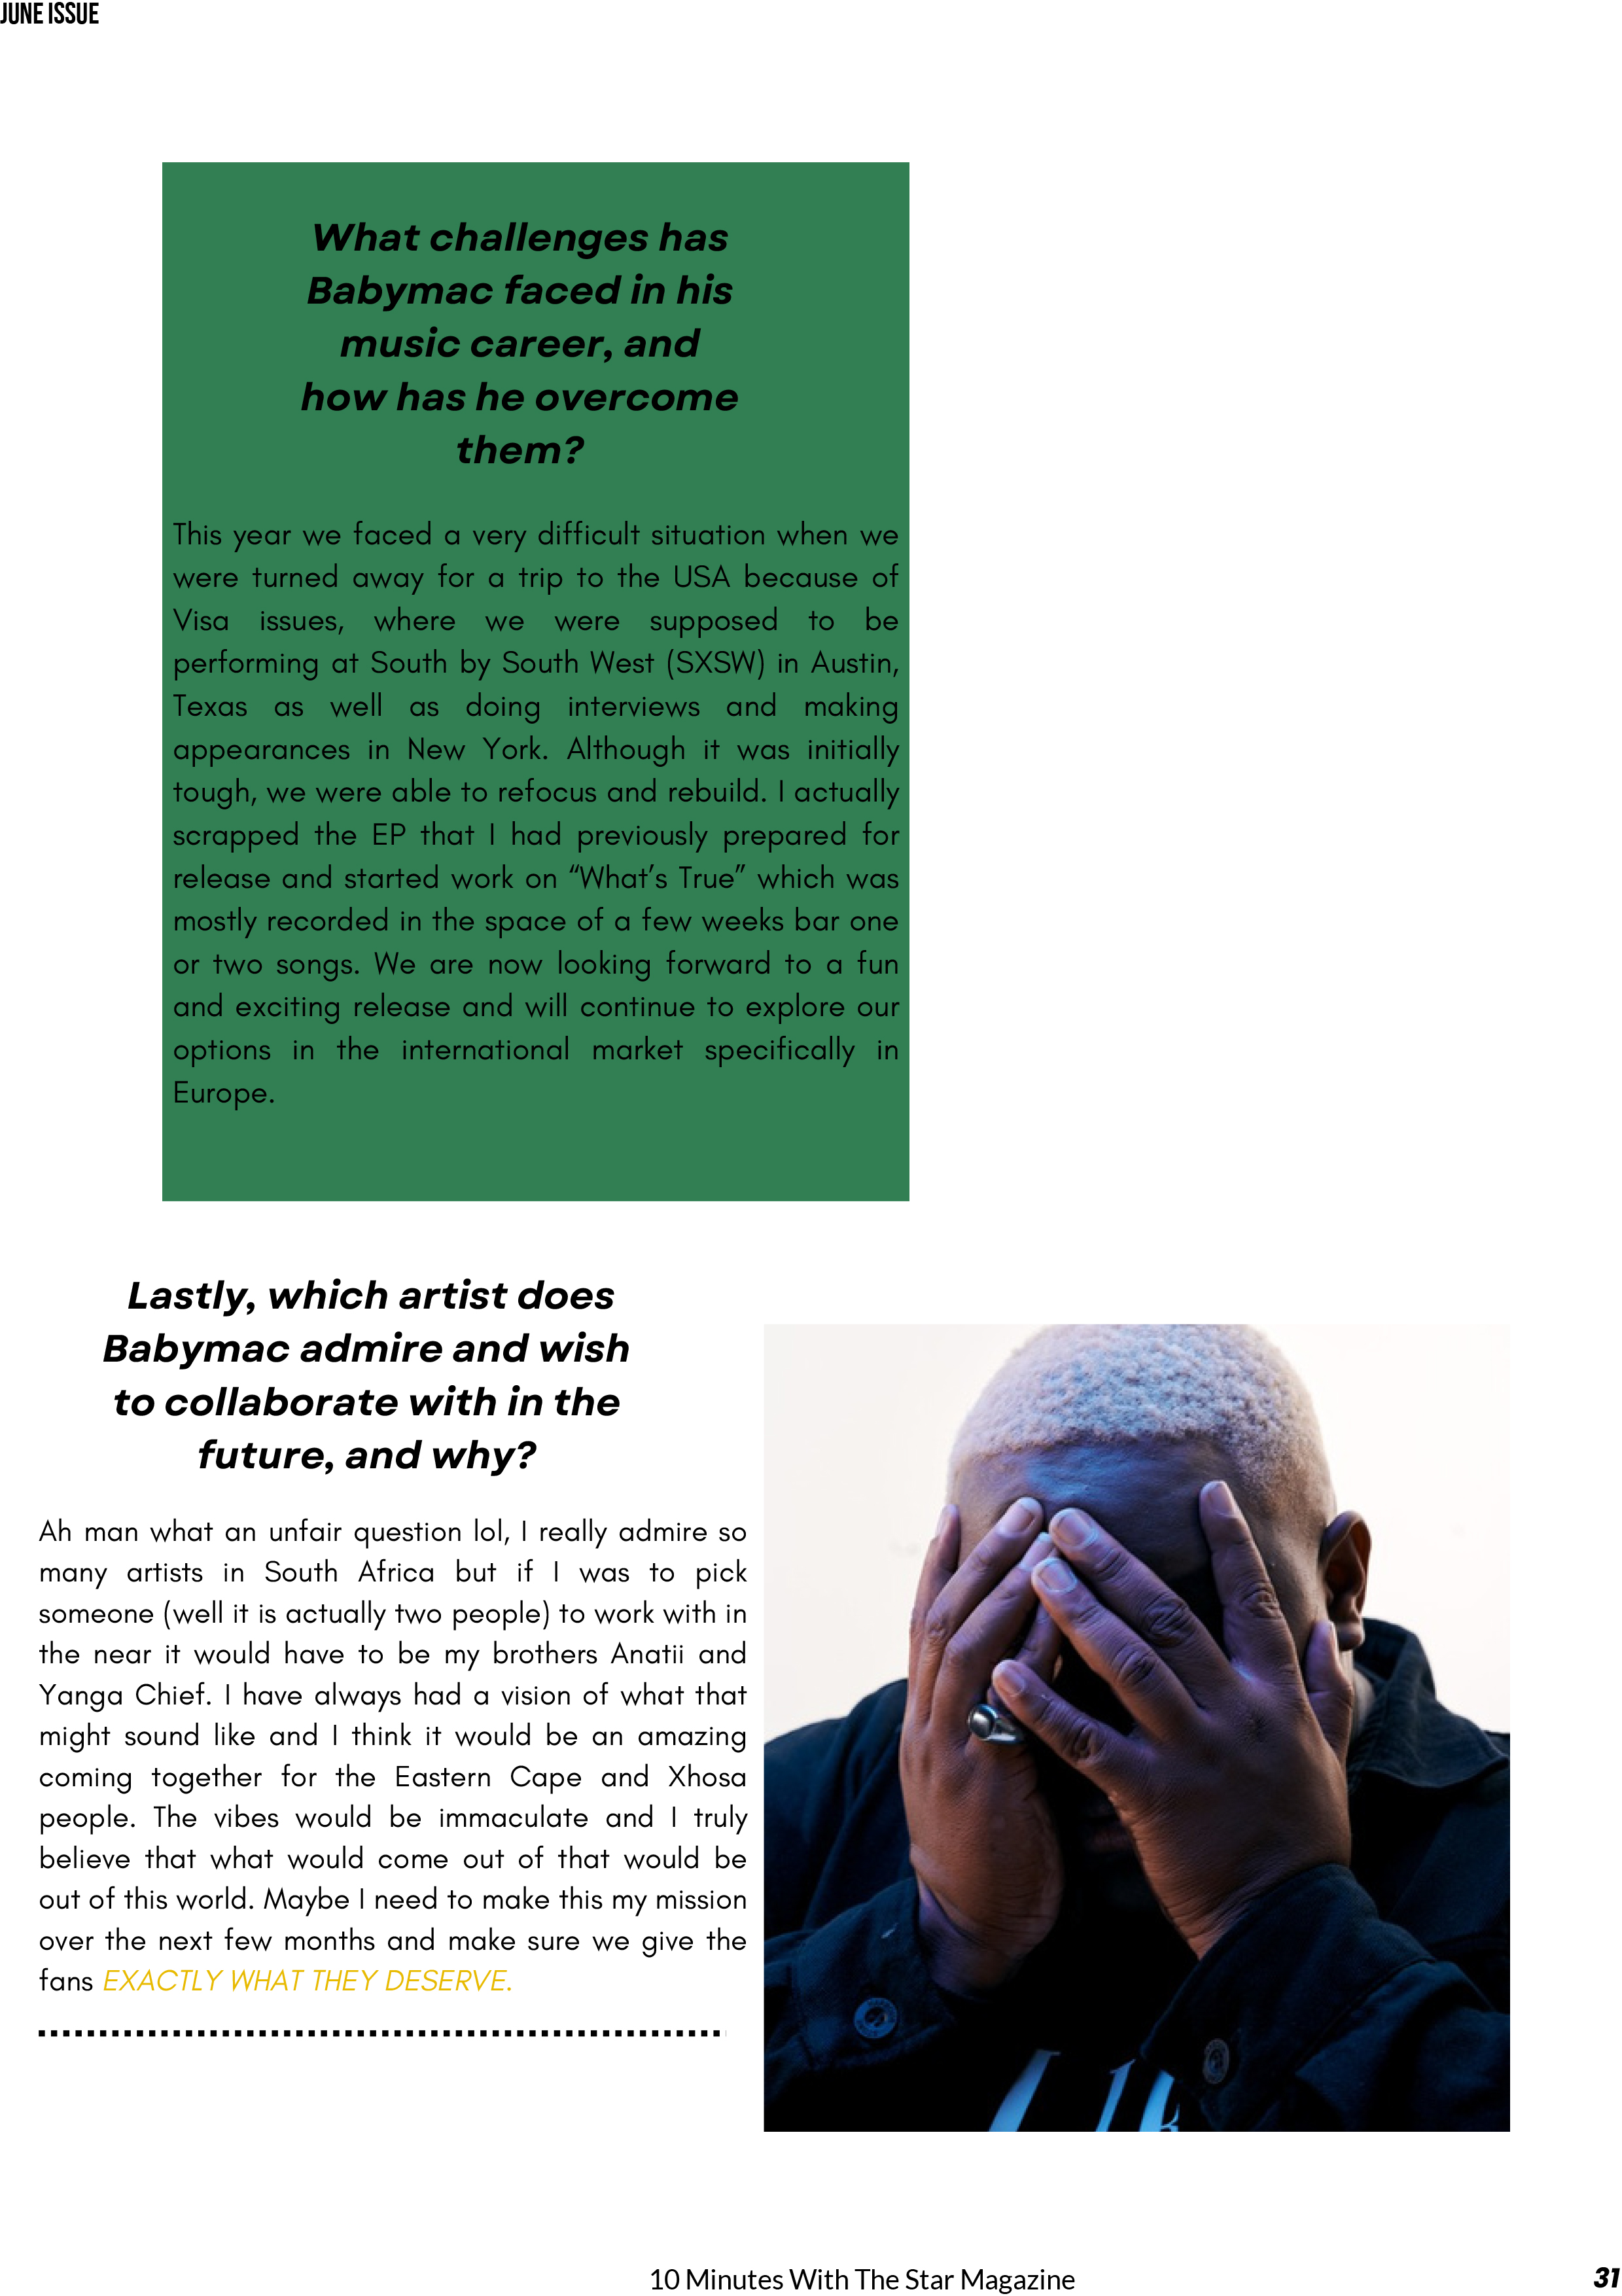 JUNE ISSUE
What challenges has
Babymac faced in his
music career, and
how has he overcome
them?
This year we faced a very difficult situation when we
were turned away for a trip to the USA because of
Visa issues, where we were supposed to be
performing at South by South West (SXSW) in Austin,
Texas as well as doing interviews and making
appearances in New York. Although it was initially
tough, we were able to refocus and rebuild. I actually
scrapped the EP that I had previously prepared for
release and started work on “What’s True” which was
mostly recorded in the space of a few weeks bar one
or two songs. We are now looking forward to a fun
and exciting release and will continue to explore our
options in the international market specifically in
Europe.
Lastly, which artist does
Babymac admire and wish
to collaborate with in the
future, and why?
Ah man what an unfair question lol, I really admire so
many artists in South Africa but if I was to pick
someone (well it is actually two people) to work with in
the near it would have to be my brothers Anatii and
Yanga Chief. I have always had a vision of what that
might sound like and I think it would be an amazing
coming together for the Eastern Cape and Xhosa
people. The vibes would be immaculate and I truly
believe that what would come out of that would be
out of this world. Maybe I need to make this my mission
over the next few months and make sure we give the
fans EXACTLY WHAT THEY DESERVE.
10 Minutes With The Star Magazine
31